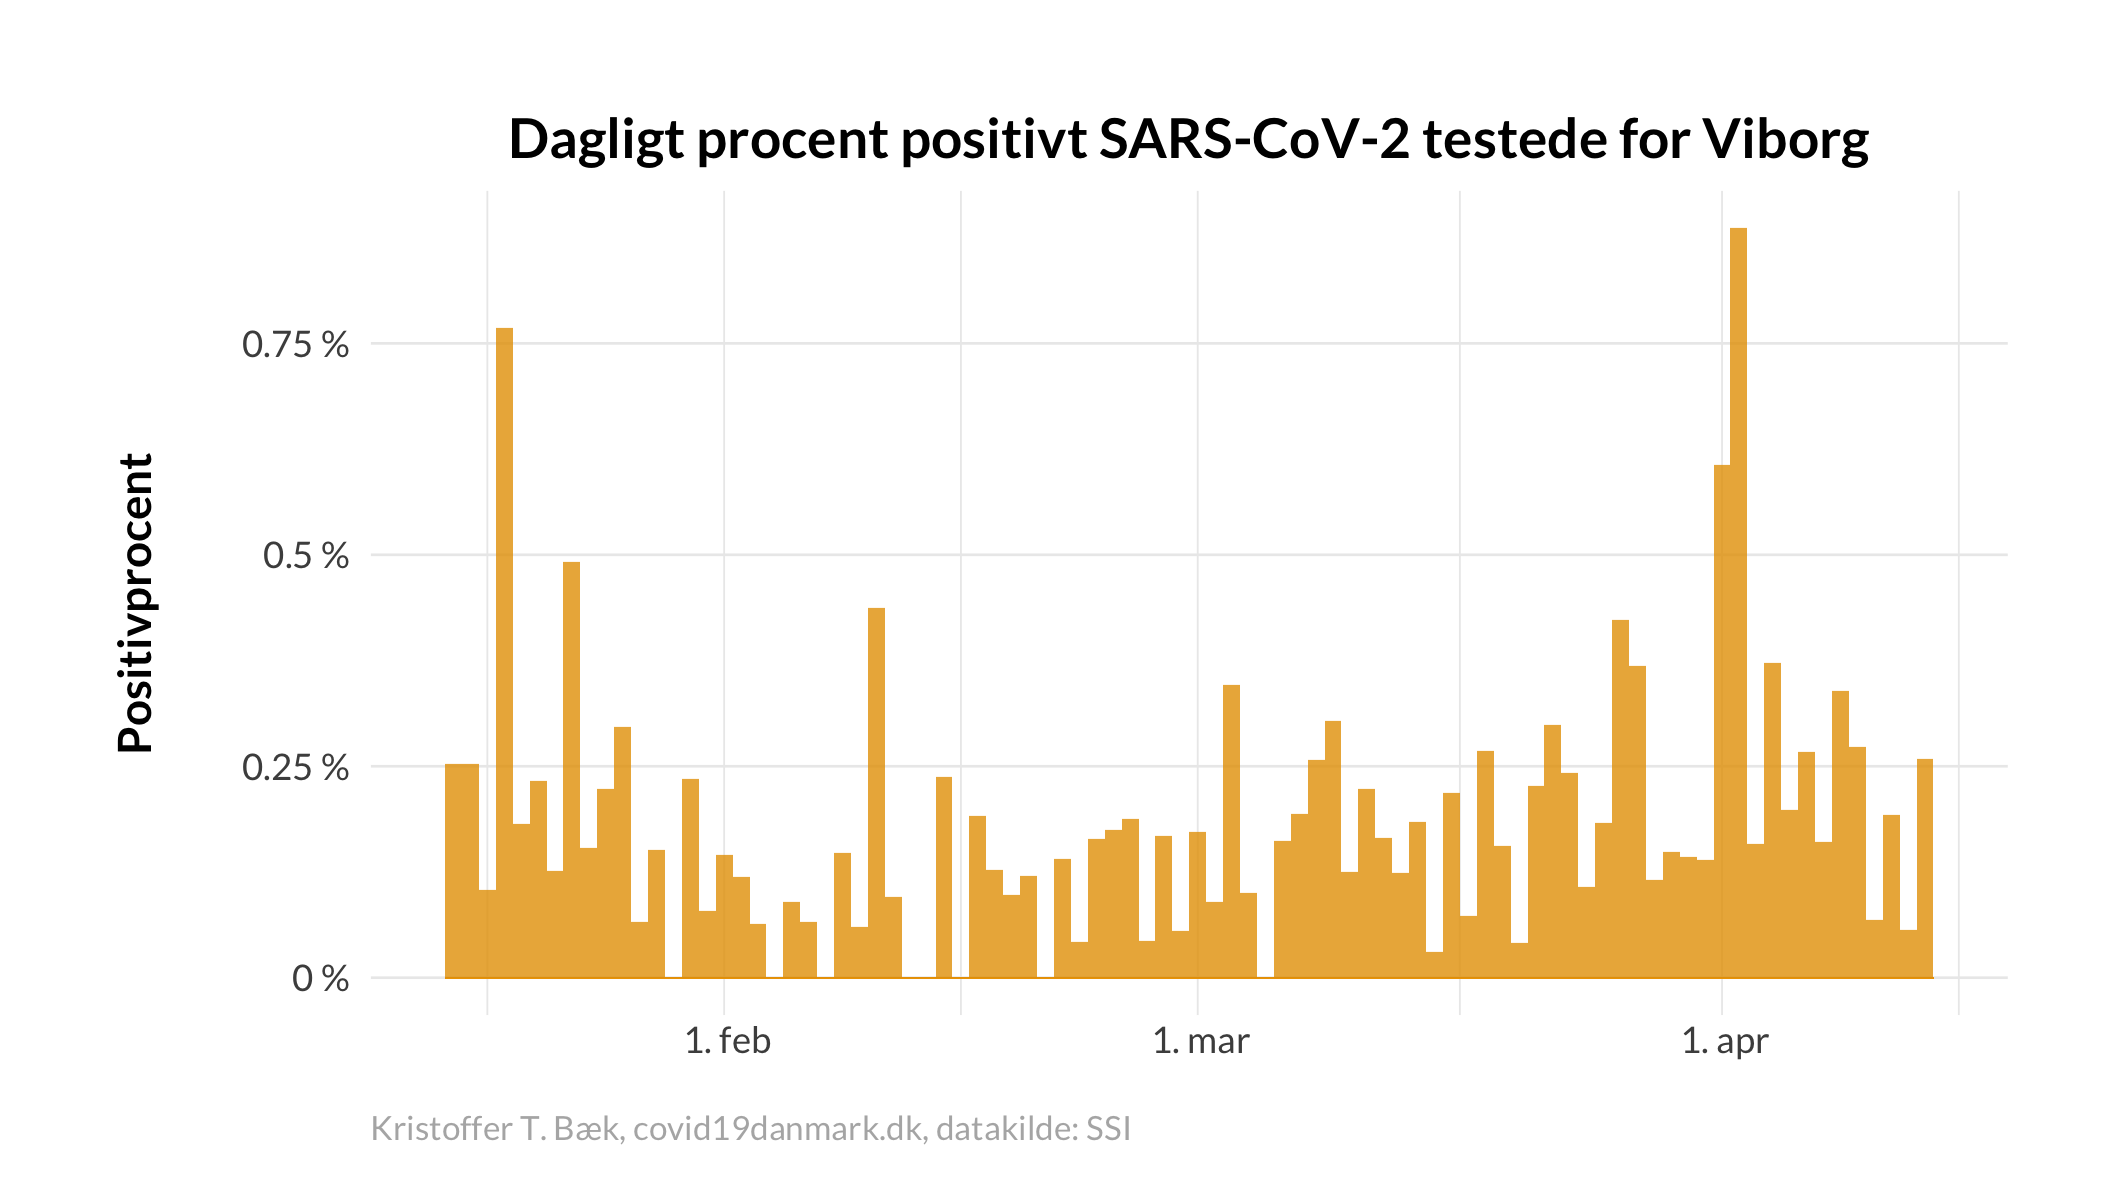 Dagligt procent positivt SARS-CoV-2 testede for Viborg
Positivprocent
0.75 %
0.5 %
0.25 %
0 %
1. feb
1. mar
1. apr
Kristoffer T. Bæk, covid19danmark.dk, datakilde: SSI